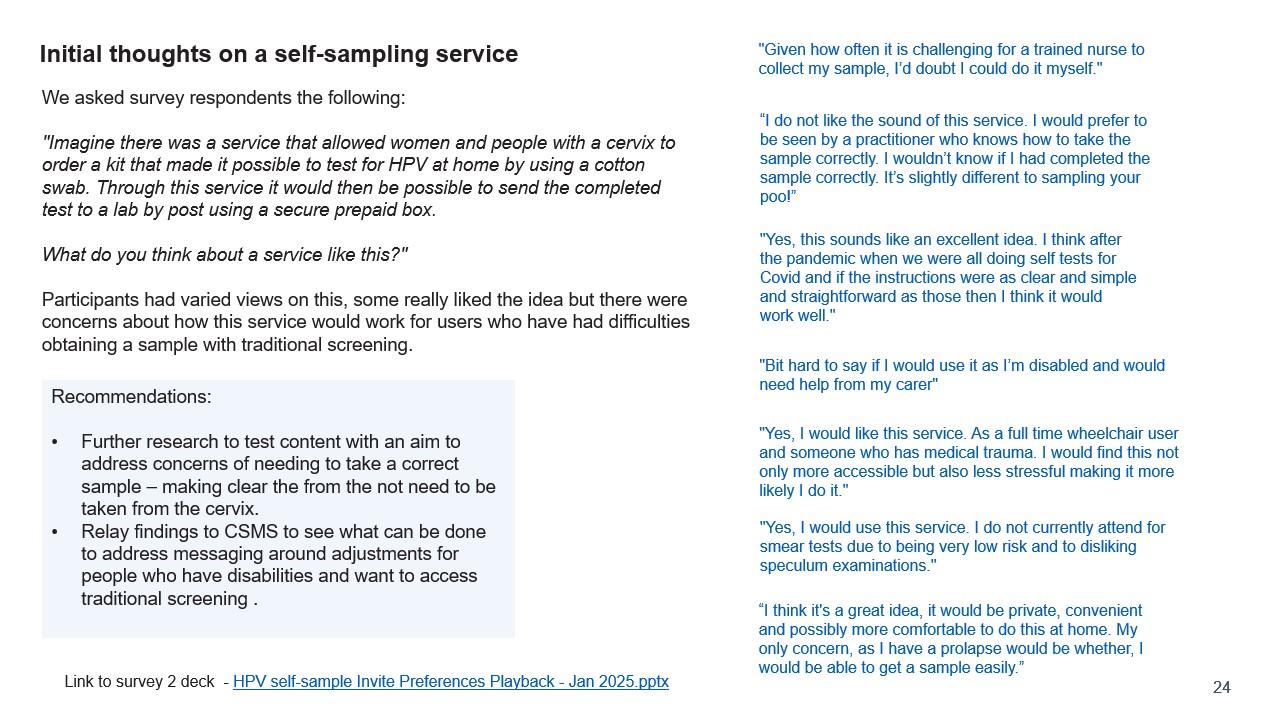 Initial thoughts on a self-sampling service
We asked survey respondents the following:
"Imagine there was a service that allowed women and people with a cervix to
order a kit that made it possible to test for HPV at home by using a cotton
swab. Through this service it would then be possible to send the completed
test to a lab by post using a secure prepaid box.
What do you think about a service like this?"
Participants had varied views on this, some really liked the idea but there were
concerns about how this service would work for users who have had difficulties
obtaining a sample with traditional screening.
Recommendations:
• Further research to test content with an aim to
address concerns of needing to take a correct
sample – making clear the from the not need to be
taken from the cervix.
• Relay findings to CSMS to see what can be done
to address messaging around adjustments for
people who have disabilities and want to access
traditional screening .
Link to survey 2 deck - HPV self-sample Invite Preferences Playback - Jan 2025.pptx
"Given how often it is challenging for a trained nurse to
collect my sample, I’d doubt I could do it myself."
“I do not like the sound of this service. I would prefer to
be seen by a practitioner who knows how to take the
sample correctly. I wouldn’t know if I had completed the
sample correctly. It’s slightly different to sampling your
poo!”
"Yes, this sounds like an excellent idea. I think after
the pandemic when we were all doing self tests for
Covid and if the instructions were as clear and simple
and straightforward as those then I think it would
work well."
"Bit hard to say if I would use it as I’m disabled and would
need help from my carer"
"Yes, I would like this service. As a full time wheelchair user
and someone who has medical trauma. I would find this not
only more accessible but also less stressful making it more
likely I do it."
"Yes, I would use this service. I do not currently attend for
smear tests due to being very low risk and to disliking
speculum examinations."
“I think it's a great idea, it would be private, convenient
and possibly more comfortable to do this at home. My
only concern, as I have a prolapse would be whether, I
would be able to get a sample easily.”
24